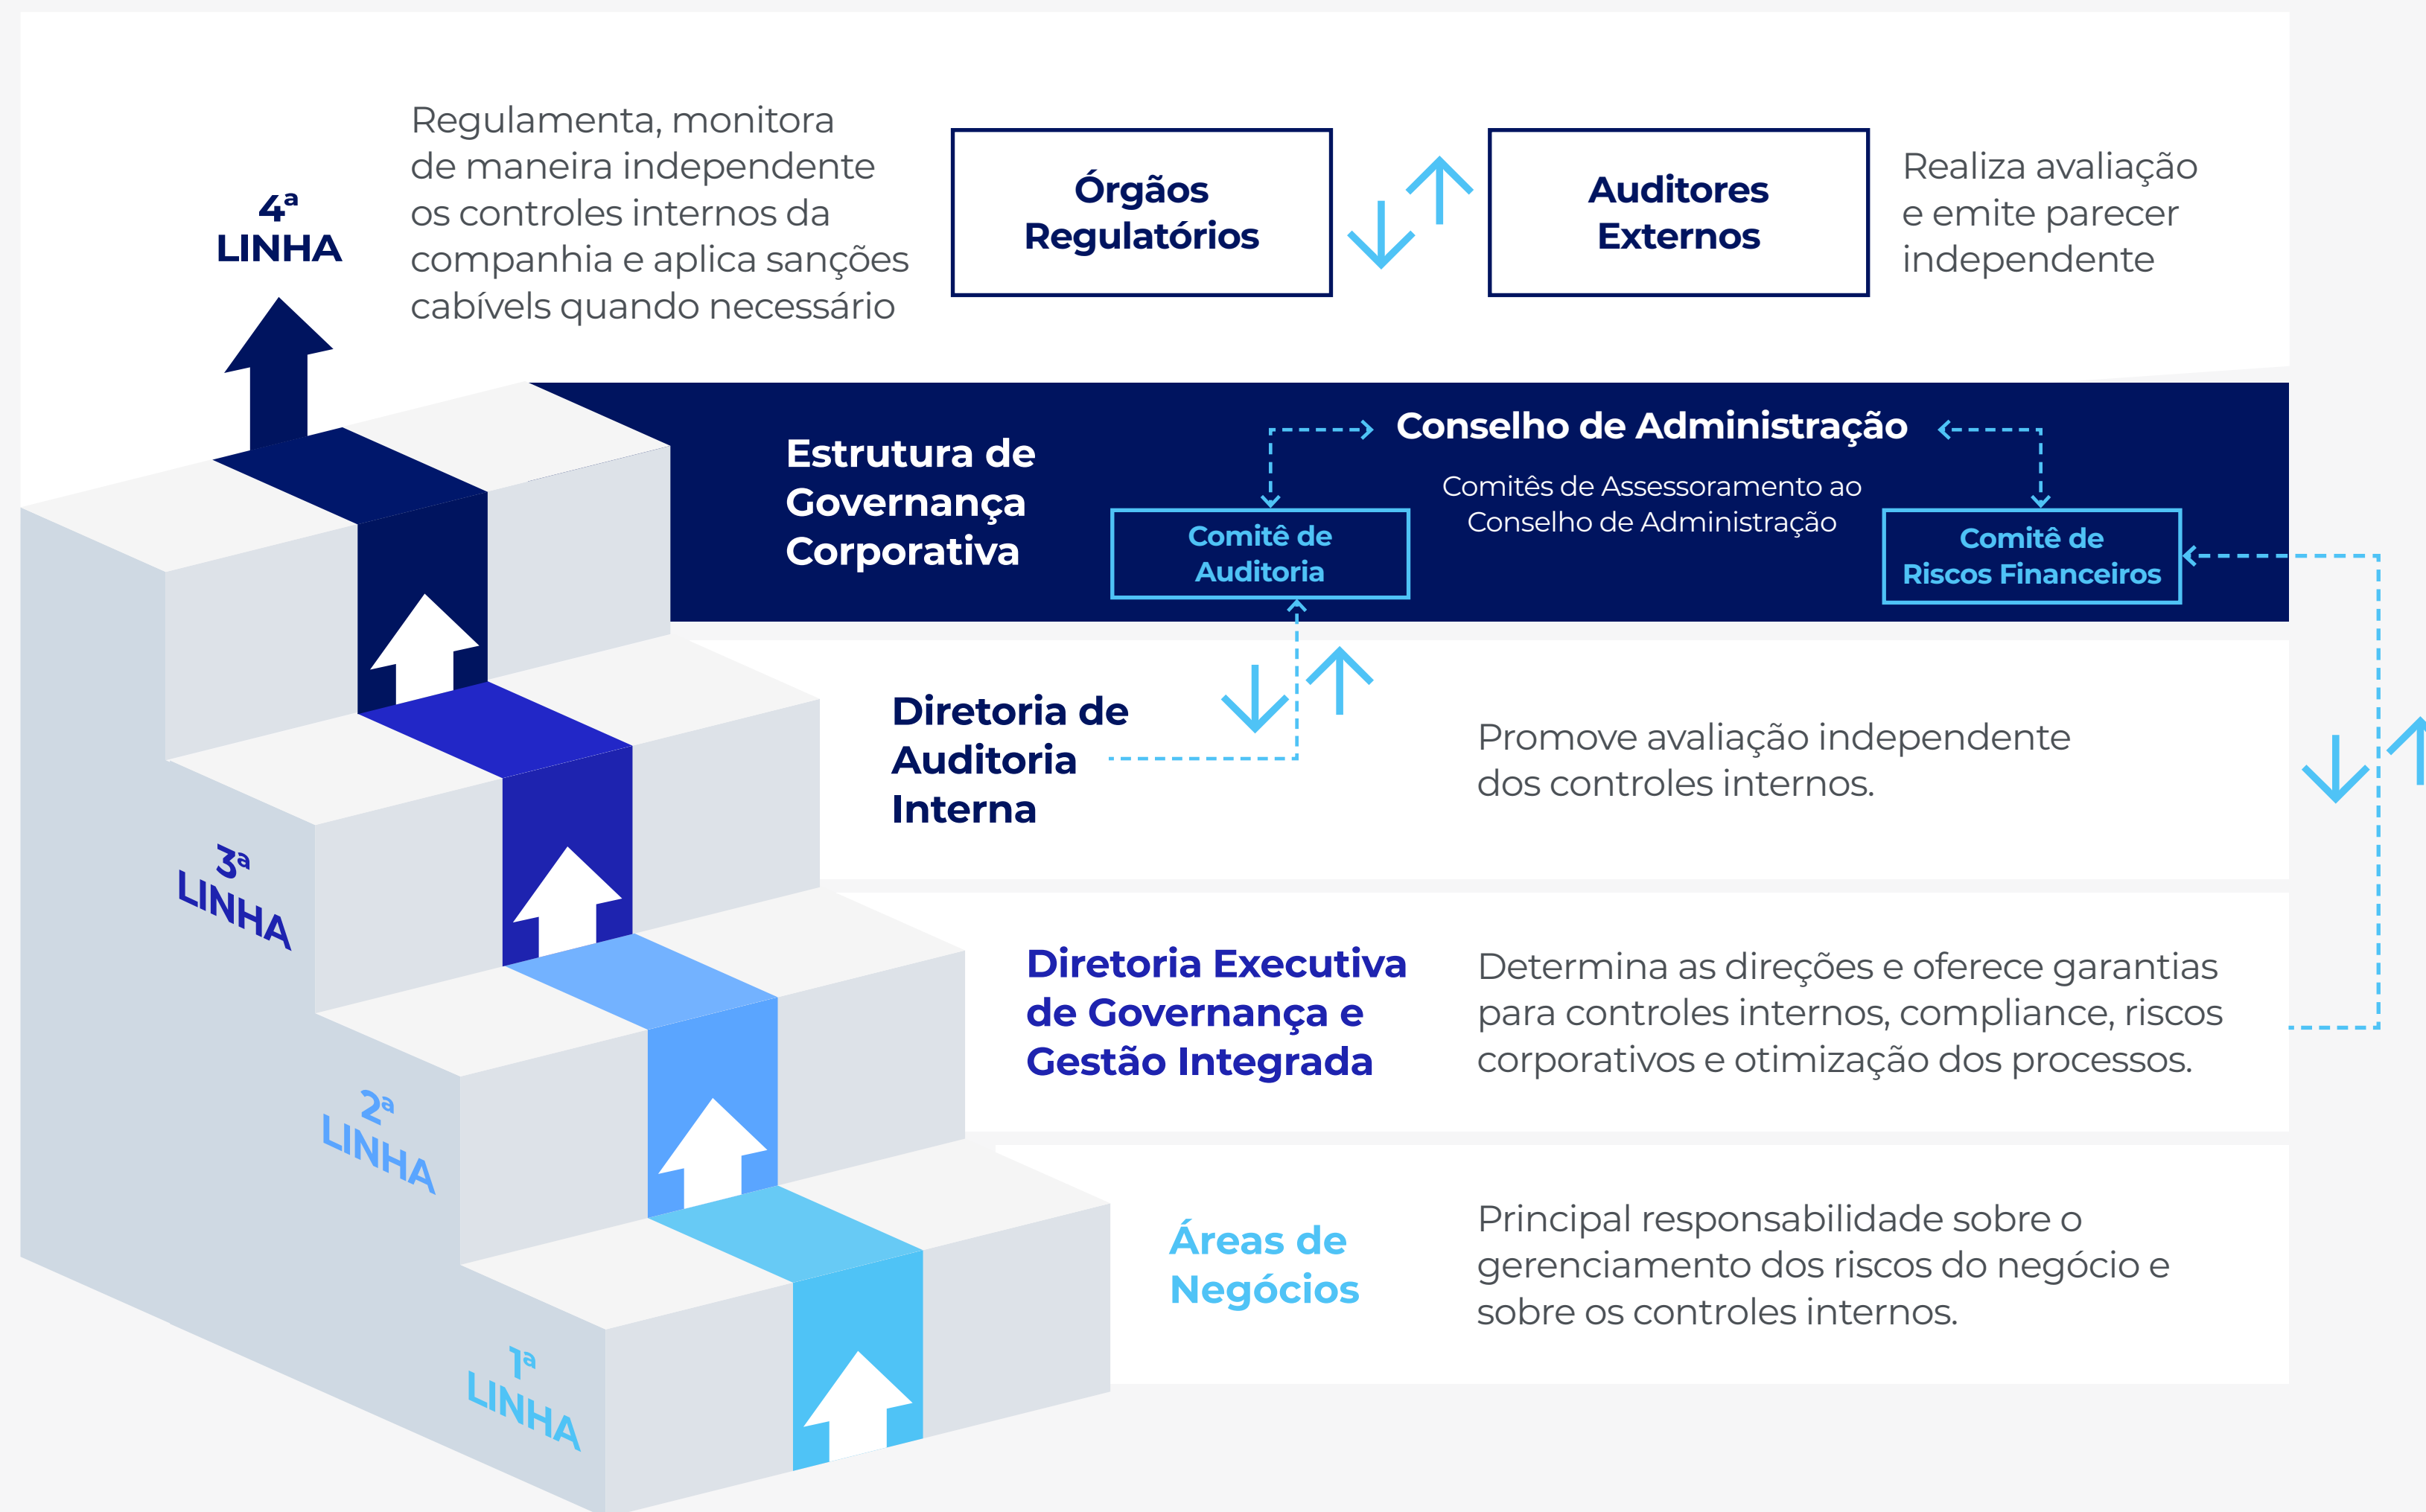 4ª
LINHA
Regulamenta, monitora
de maneira independente
os controles internos da
companhia e aplica sanções
cabívels quando necessário
Órgãos
Regulatórios
Auditores
Externos
Realiza avaliação
e emite parecer
independente
Estrutura de
Governança
Corporativa
Conselho de Administração
Comitês de Assessoramento ao
Conselho de Administração
Comitê de
Auditoria
Comitê de
Riscos Financeiros
3ª
LINHA
Diretoria de
Auditoria
Interna
Promove avaliação independente
dos controles internos.
2ª
LINHA
Diretoria Executiva
de Governança e
Gestão Integrada
Determina as direções e oferece garantias
para controles internos, compliance, riscos
corporativos e otimização dos processos.
1ª
LINHA
Áreas de
Negócios
Principal responsabilidade sobre o
gerenciamento dos riscos do negócio e
sobre os controles internos.